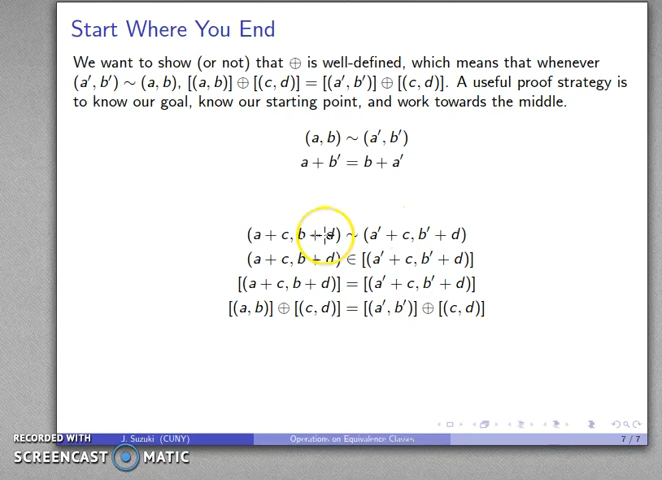 Start Where You End
We want to show (or not) that ⊕ is well-defined, which means that whenever
(a′, b′) ∼ (a, b), [(a, b)] ⊕ [(c, d)] = [(a′, b′)] ⊕ [(c, d)]. A useful proof strategy is
to know our goal, know our starting point, and work towards the middle.
(a, b) ∼ (a′, b′)
a + b′ = b + a′
(a + c, b + d) ∼ (a′ + c, b′ + d)
(a + c, b + d) ∈ [(a′ + c, b′ + d)]
[(a + c, b + d)] = [(a′ + c, b′ + d)]
[(a, b)] ⊕ [(c, d)] = [(a′, b′)] ⊕ [(c, d)]
RECORDED WITH
SCREENCAST MATIC
J. Suzuki (CUNY) Operations on Equivalence Classes 7 / 7